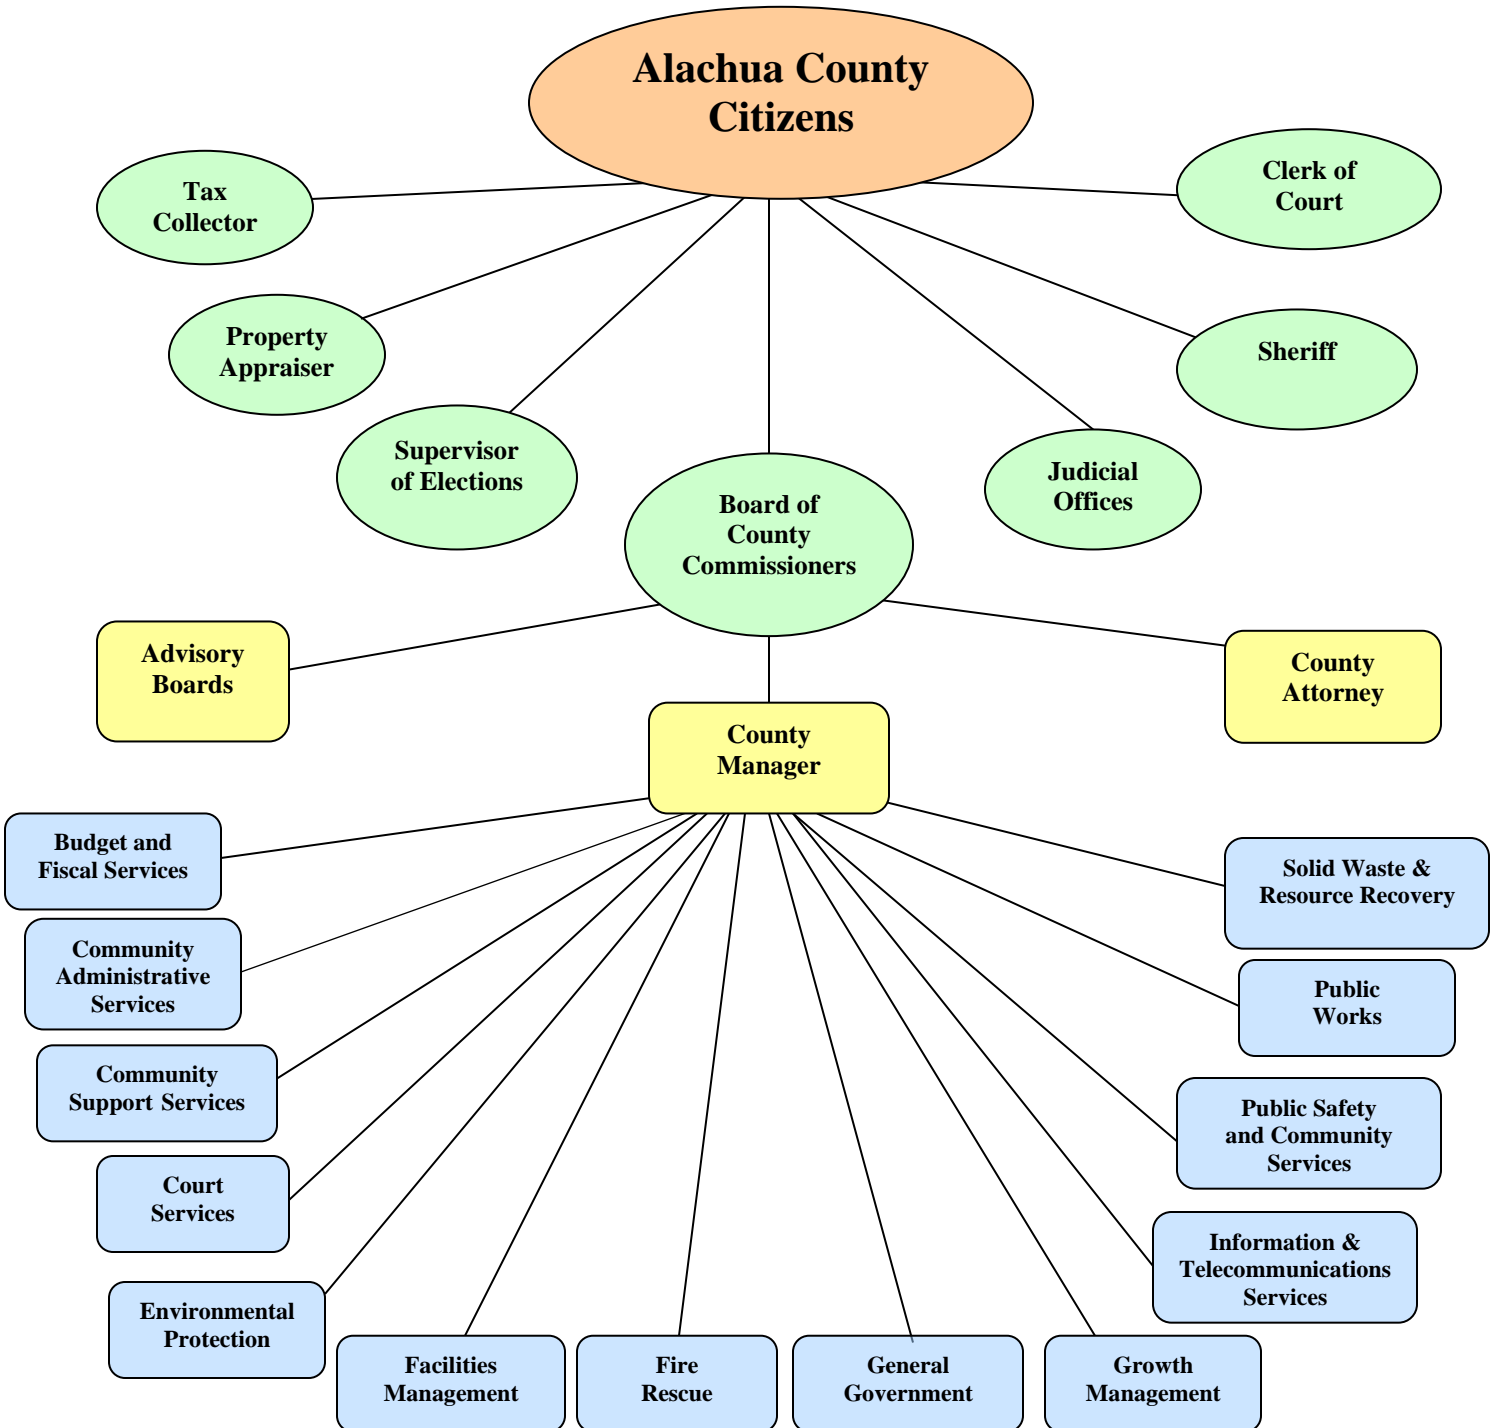 Alachua County
Citizens
Tax
Collector
Clerk of
Court
Property
Appraiser
Sheriff
Supervisor
of Elections
Judicial
Offices
Board of
County
Commissioners
Advisory
Boards
County
Attorney
County
Manager
Budget and
Fiscal Services
Solid Waste &
Resource Recovery
Community
Administrative
Services
Public
Works
Community
Support Services
Public Safety
and Community
Services
Court
Services
Information &
Telecommunications
Services
Environmental
Protection
Facilities
Management
Fire
Rescue
General
Government
Growth
Management